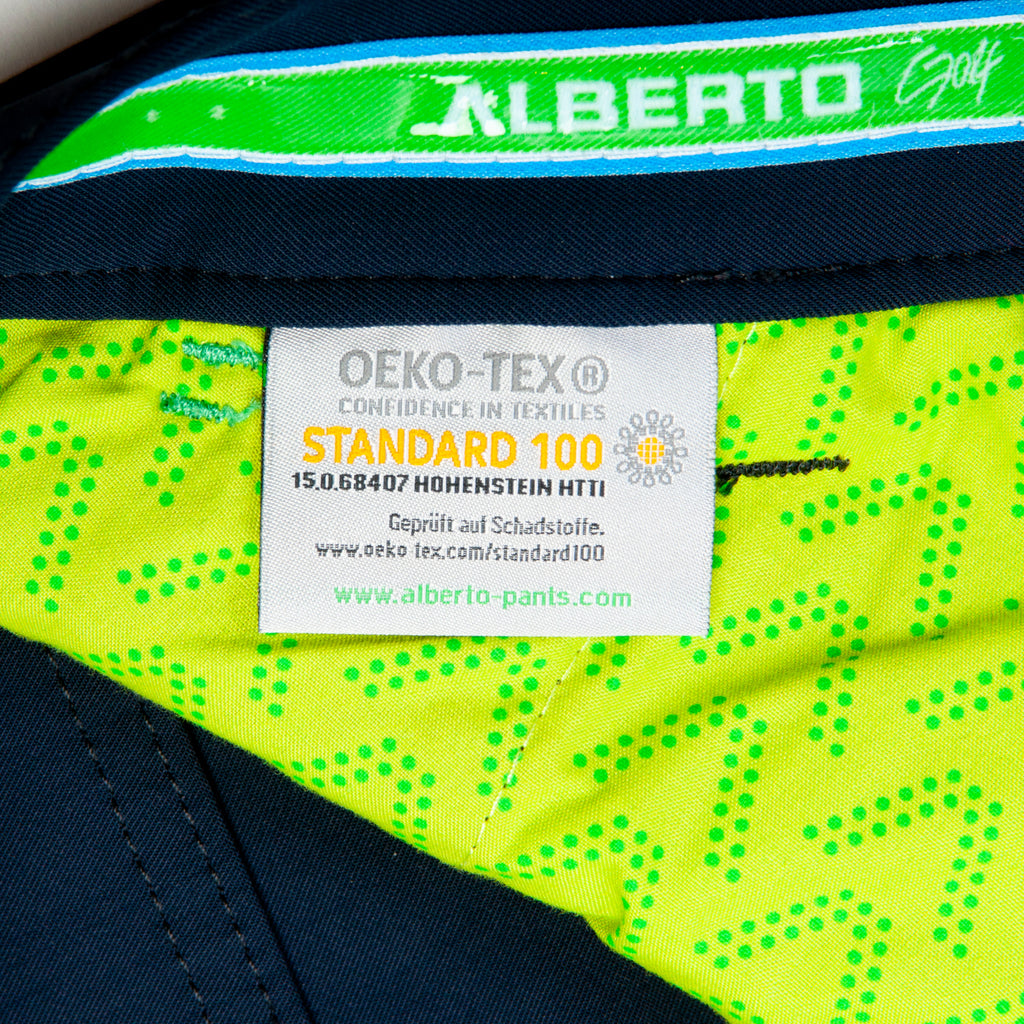 ALBERTO Golf
OEKO-TEX®
CONFIDENCE IN TEXTILES
STANDARD 100
15.0.68407 HOHENSTEIN HTTI
Geprüft auf Schadstoffe.
www.oeko-tex.com/standard100
www.alberto-pants.com